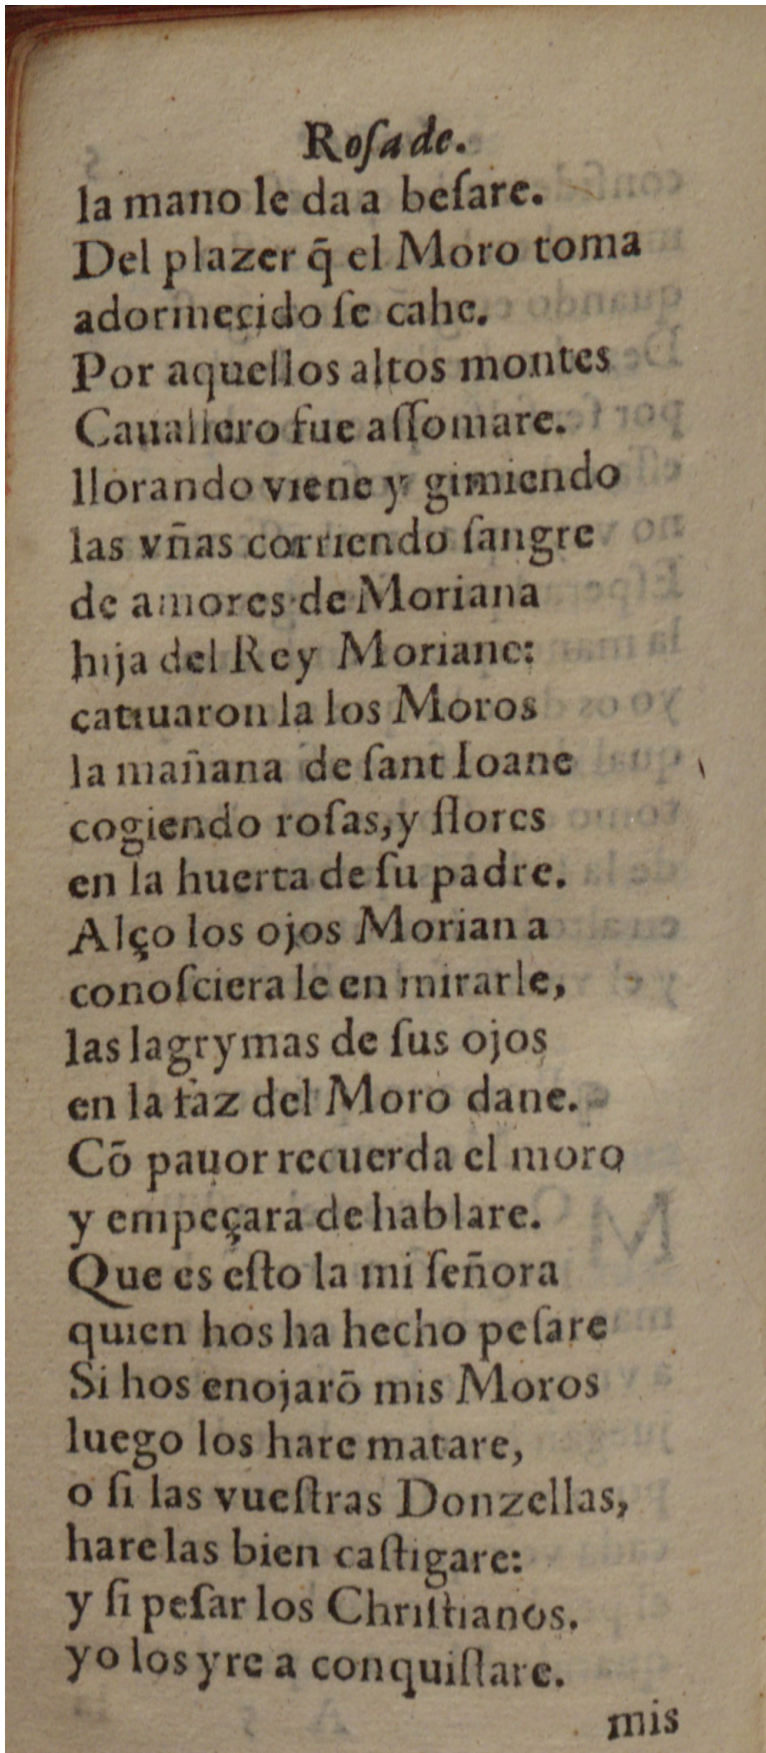 Roſa de.
la mano le da a beſare.
Del plazer q̃ el Moro toma
adormeçido ſe cahe.
Por aquellos altos montes
Cauallero fue aſſomare.
llorando viene y gimiendo
las vñas corriendo ſangre
de amores de Moriana
hija del Rey Moriane:
catiuaron la los Moros
la mañana de ſant Ioane
cogiendo roſas, y flores
en la huerta de ſu padre.
Alço los ojos Moriana
conoſciera le en mirarle,
las lagrymas de ſus ojos
en la faz del Moro dane.
Cõ pauor recuerda el moro
y empeçara de hablare.
Que es eſto la mi ſeñora
quien hos ha hecho peſare
Si hos enojarõ mis Moros
luego los hare matare,
o ſi las vueſtras Donzellas,
hare las bien caſtigare:
y ſi peſar los Chriſtianos.
yo los yre a conquiſtare.
mis